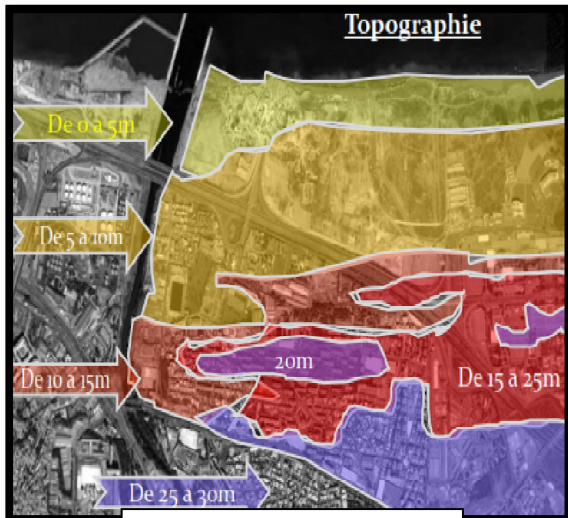 Topographie
De 0 a 5m
De 5 a 10m
20m
De 10 a 15m
De 15 a 25m
De 25 a 30m